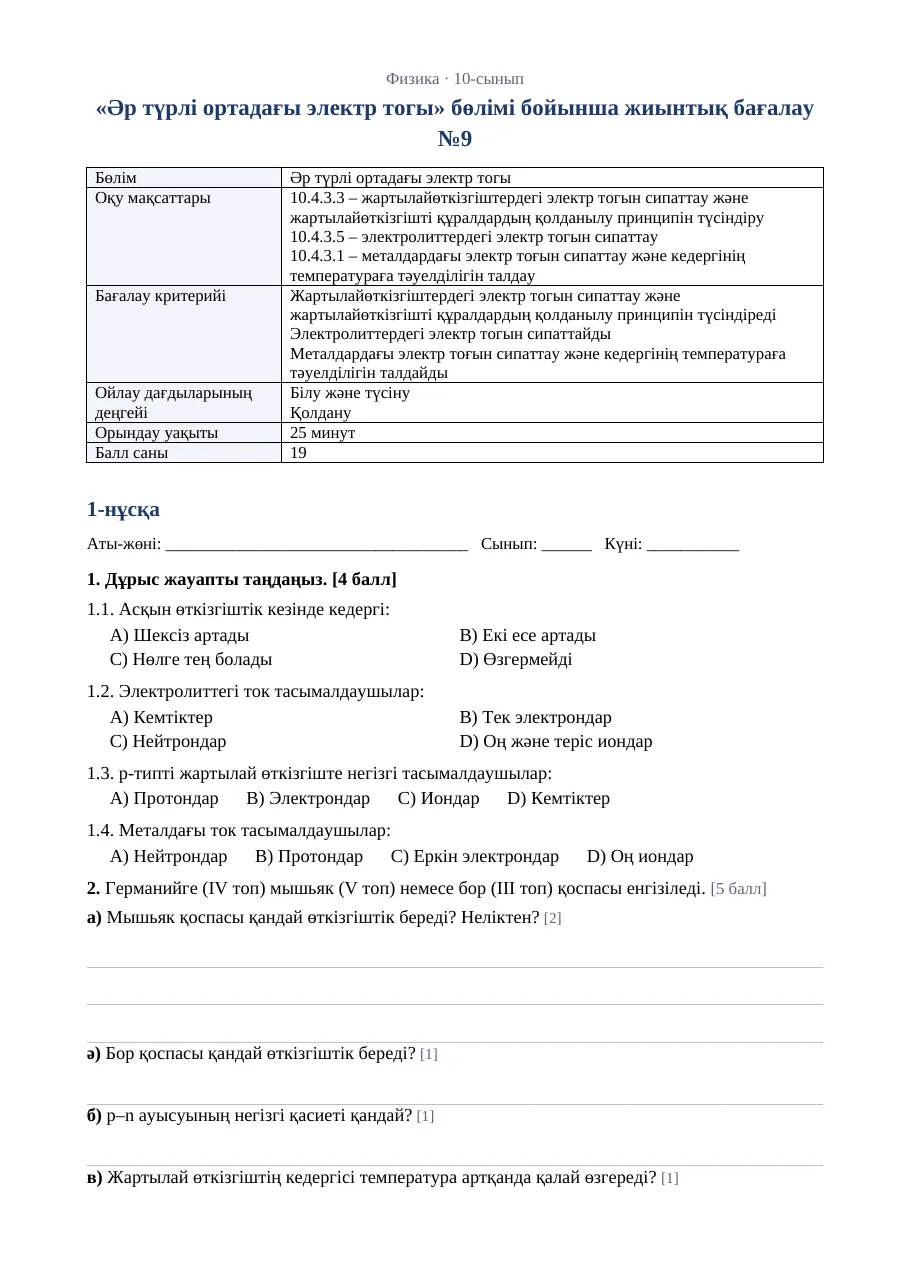 Физика · 10-сынып
«Әр түрлі ортадағы электр тогы» бөлімі бойынша жиынтық бағалау
№9
Бөлім Әр түрлі ортадағы электр тогы
Оқу мақсаттары 10.4.3.3 – жартылайөткізгіштердегі электр тогын сипаттау және
жартылайөткізгішті құралдардың қолданылу принципін түсіндіру
10.4.3.5 – электролиттердегі электр тогын сипаттау
10.4.3.1 – металдардағы электр тоғын сипаттау және кедергінің
температураға тәуелділігін талдау
Бағалау критерийі Жартылайөткізгіштердегі электр тогын сипаттау және
жартылайөткізгішті құралдардың қолданылу принципін түсіндіреді
Электролиттердегі электр тогын сипаттайды
Металдардағы электр тоғын сипаттау және кедергінің температураға
тәуелділігін талдайды
Ойлау дағдыларының Білу және түсіну
деңгейі Қолдану
Орындау уақыты 25 минут
Балл саны 19
1-нұсқа
Аты-жөні: ____________________________________ Сынып: ______ Күні: ___________
1. Дұрыс жауапты таңдаңыз. [4 балл]
1.1. Асқын өткізгіштік кезінде кедергі:
A) Шексіз артады B) Екі есе артады
C) Нөлге тең болады D) Өзгермейді
1.2. Электролиттегі ток тасымалдаушылар:
A) Кемтіктер B) Тек электрондар
C) Нейтрондар D) Оң және теріс иондар
1.3. p-типті жартылай өткізгіште негізгі тасымалдаушылар:
A) Протондар B) Электрондар C) Иондар D) Кемтіктер
1.4. Металдағы ток тасымалдаушылар:
A) Нейтрондар B) Протондар C) Еркін электрондар D) Оң иондар
2. Германийге (IV топ) мышьяк (V топ) немесе бор (III топ) қоспасы енгізіледі. [5 балл]
а) Мышьяк қоспасы қандай өткізгіштік береді? Неліктен? [2]
ә) Бор қоспасы қандай өткізгіштік береді? [1]
б) p–n ауысуының негізгі қасиеті қандай? [1]
в) Жартылай өткізгіштің кедергісі температура артқанда қалай өзгереді? [1]